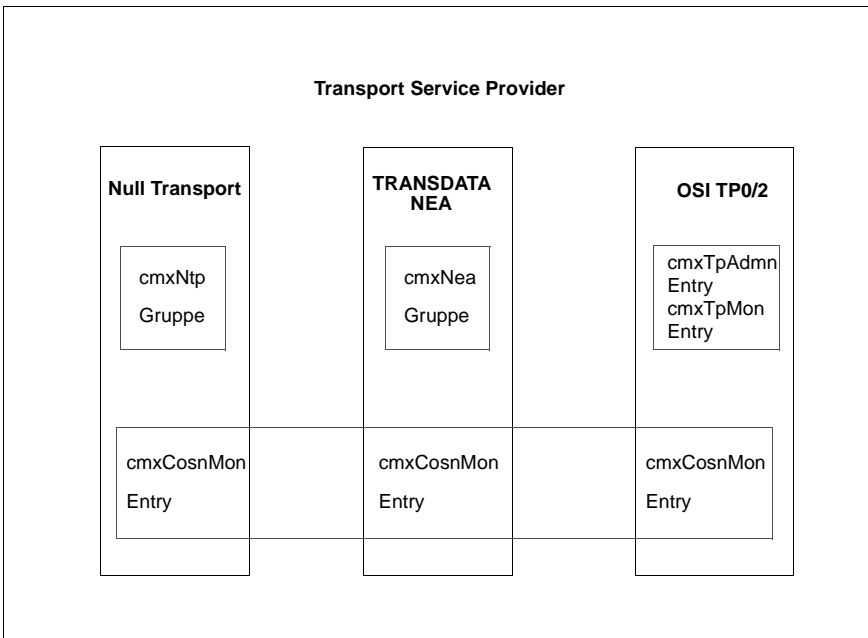 Transport Service Provider
Null Transport
TRANSDATA
NEA
OSI TP0/2
cmxNtp
Gruppe
cmxNea
Gruppe
cmxTpAdmn
Entry
cmxTpMon
Entry
cmxCosnMon
Entry
cmxCosnMon
Entry
cmxCosnMon
Entry